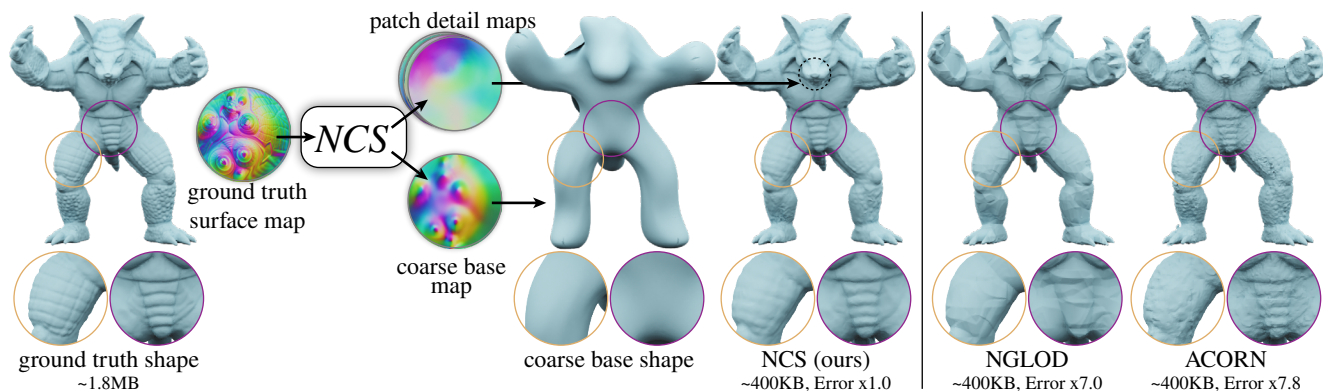 patch detail maps
NCS
ground truth
surface map
coarse base
map
ground truth shape
~1.8MB
coarse base shape
NCS (ours)
~400KB, Error x1.0
NGLOD
~400KB, Error x7.0
ACORN
~400KB, Error x7.8